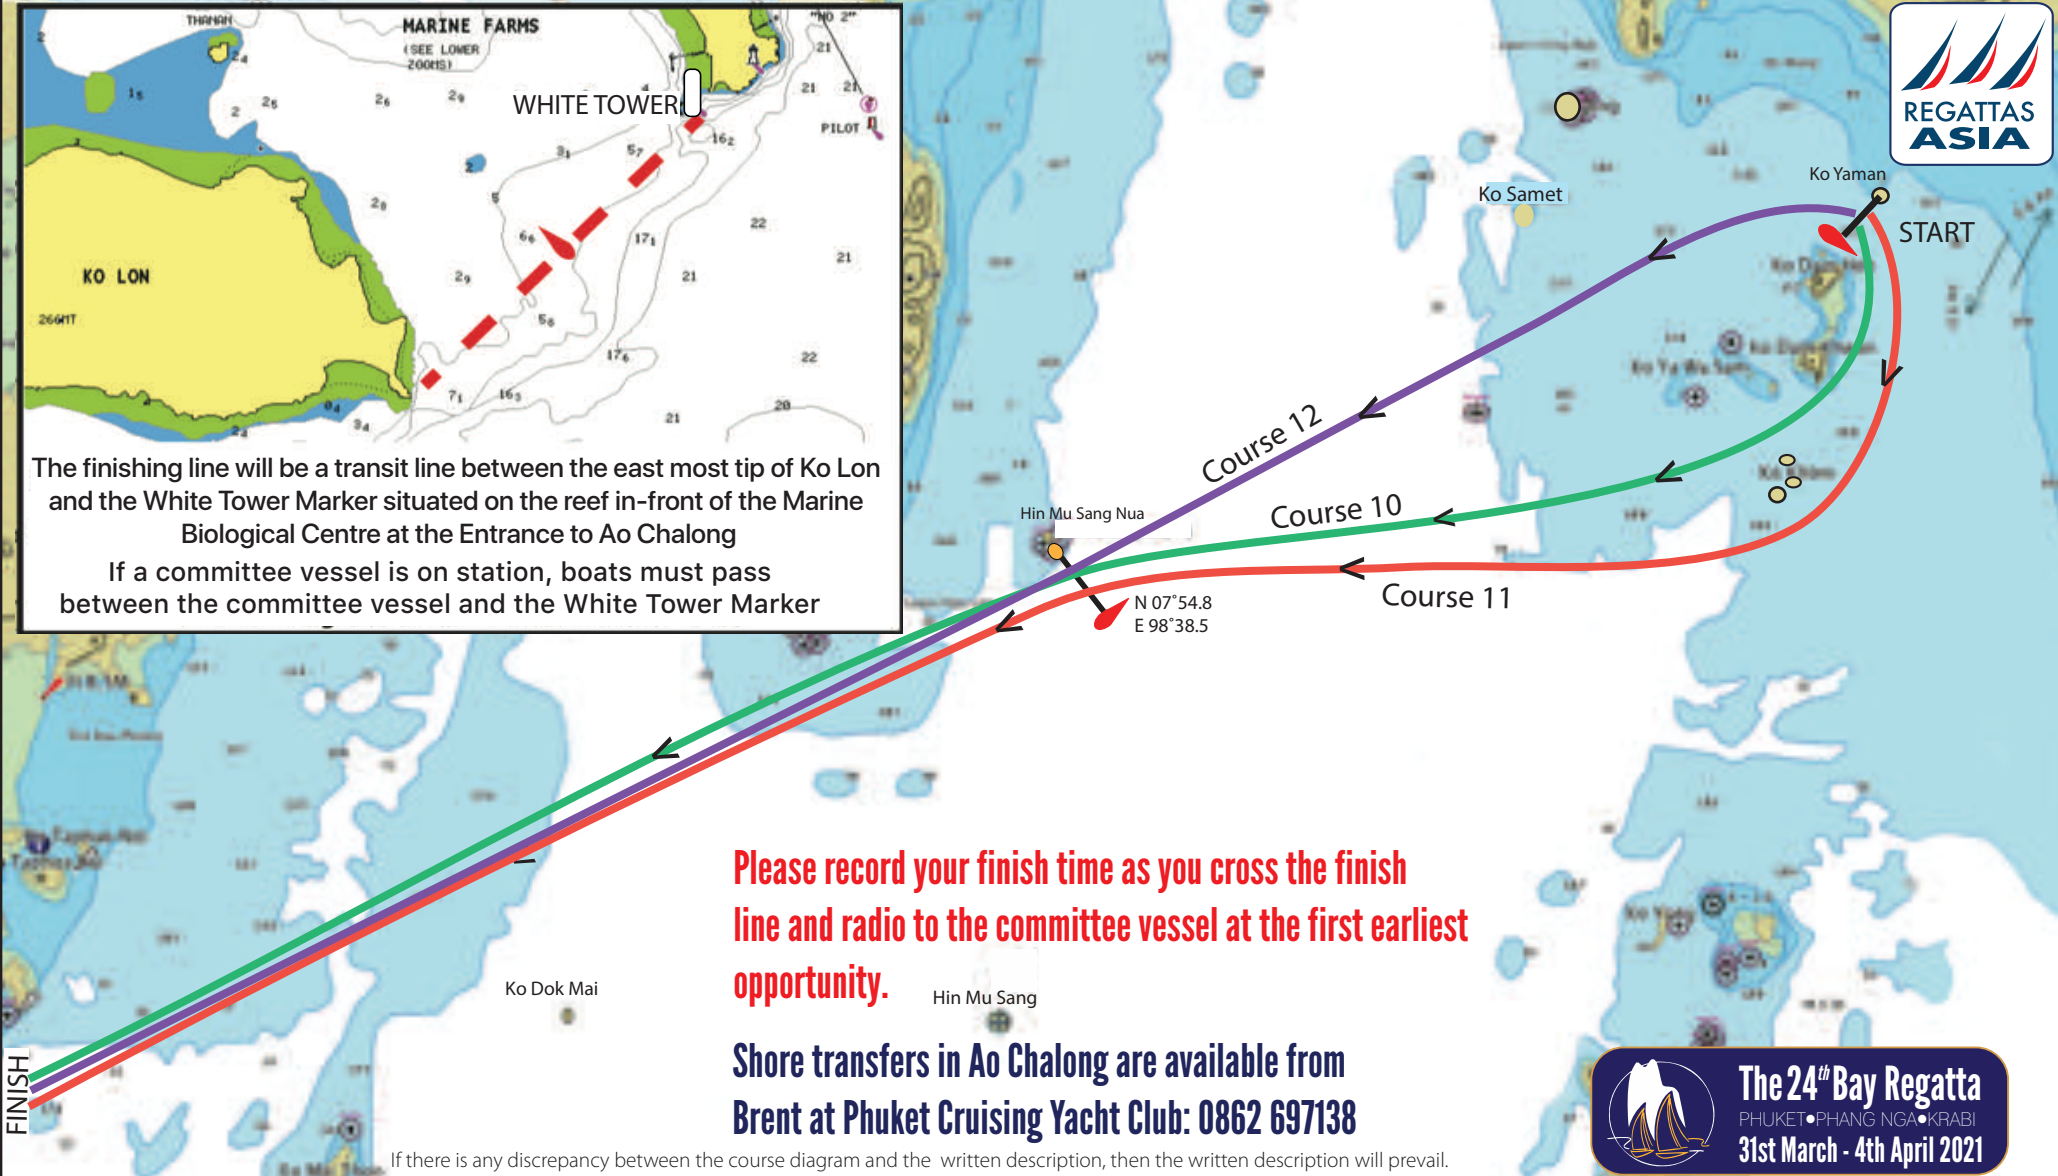 THANAN
MARINE FARMS
(SEE LOWER
ZOOMS)
"NO 2"
WHITE TOWER
PILOT
KO LON
266MT
The finishing line will be a transit line between the east most tip of Ko Lon
and the White Tower Marker situated on the reef in-front of the Marine
Biological Centre at the Entrance to Ao Chalong
If a committee vessel is on station, boats must pass
between the committee vessel and the White Tower Marker
REGATTAS
ASIA
Ko Yaman
Ko Samet
START
Course 12
Hin Mu Sang Nua
Course 10
Course 11
N 07°54.8
E 98°38.5
Please record your finish time as you cross the finish
line and radio to the committee vessel at the first earliest
opportunity.
Ko Dok Mai
Hin Mu Sang
Shore transfers in Ao Chalong are available from
Brent at Phuket Cruising Yacht Club: 0862 697138
FINISH
The 24th Bay Regatta
PHUKET•PHANG NGA•KRABI
31st March - 4th April 2021
If there is any discrepancy between the course diagram and the written description, then the written description will prevail.